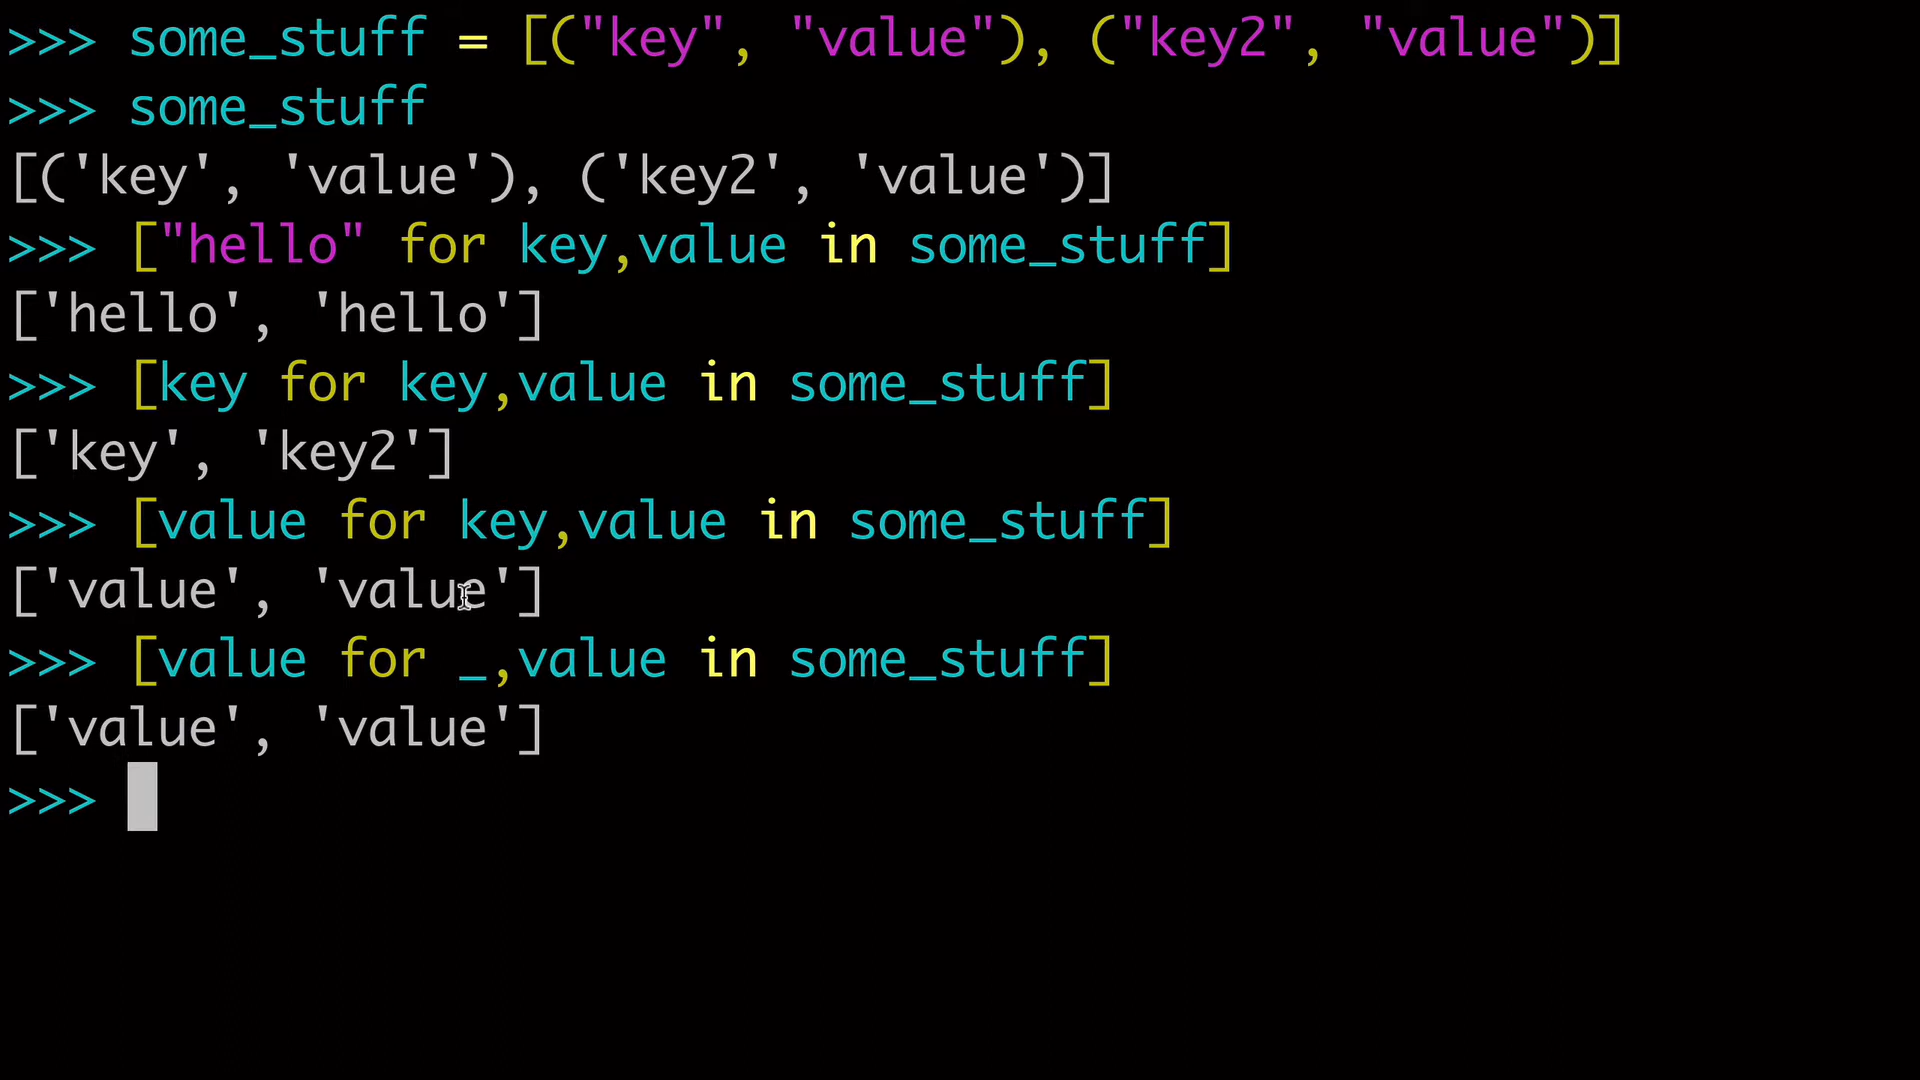 >>> some_stuff = [("key", "value"), ("key2", "value")]
>>> some_stuff
[('key', 'value'), ('key2', 'value')]
>>> ["hello" for key,value in some_stuff]
['hello', 'hello']
>>> [key for key,value in some_stuff]
['key', 'key2']
>>> [value for key,value in some_stuff]
['value', 'value']
>>> [value for _,value in some_stuff]
['value', 'value']
>>>